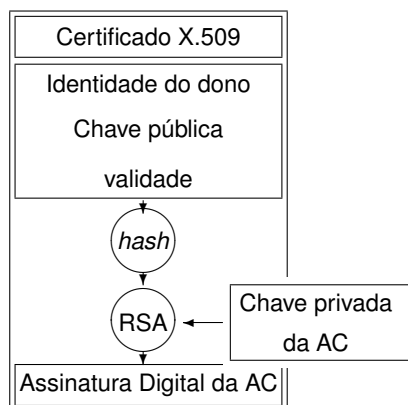 Certificado X.509
Identidade do dono
Chave pública
validade
hash
RSA
Chave privada
da AC
Assinatura Digital da AC